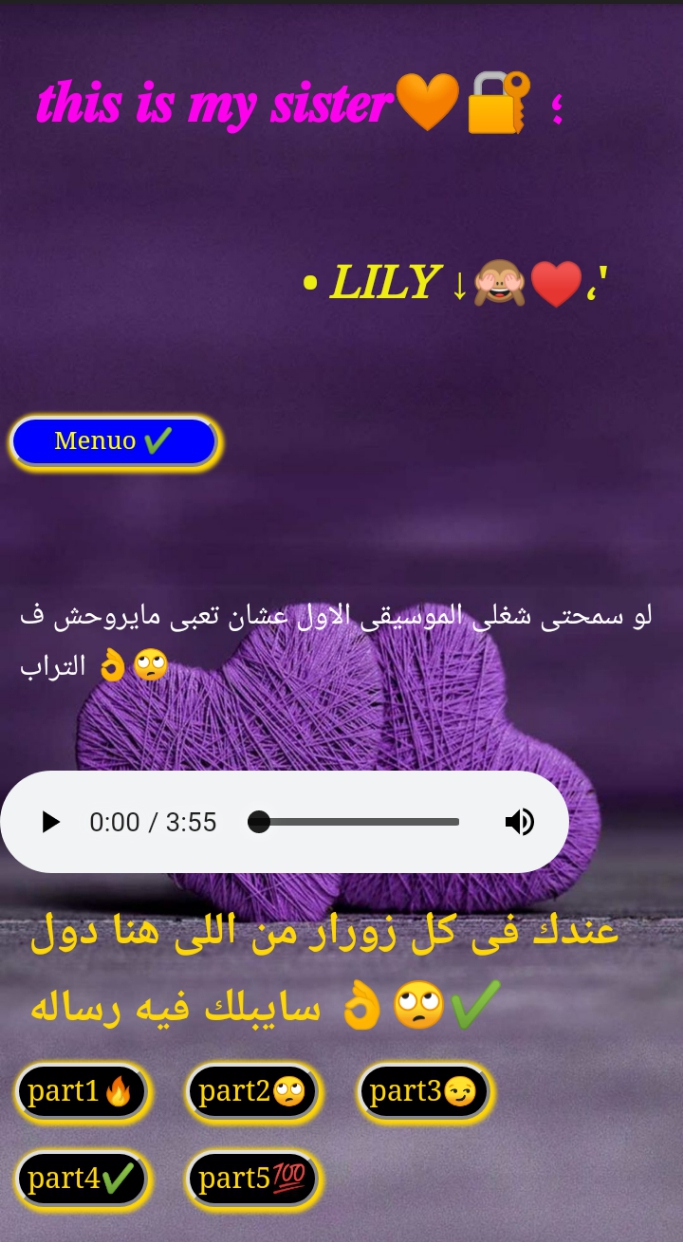 this is my sister🧡🔐 ؛
• LILY ↓🙈♥️،'
Menuo ✔️
لو سمحتى شغلى الموسيقى الاول عشان تعبى مايروحش ف
التراب 👌🙄
0:00 / 3:55
عندك فى كل زورار من اللى هنا دول
سايبلك فيه رساله 👌🙄✔️
part1🔥 part2🙄 part3😏
part4✔️ part5💯